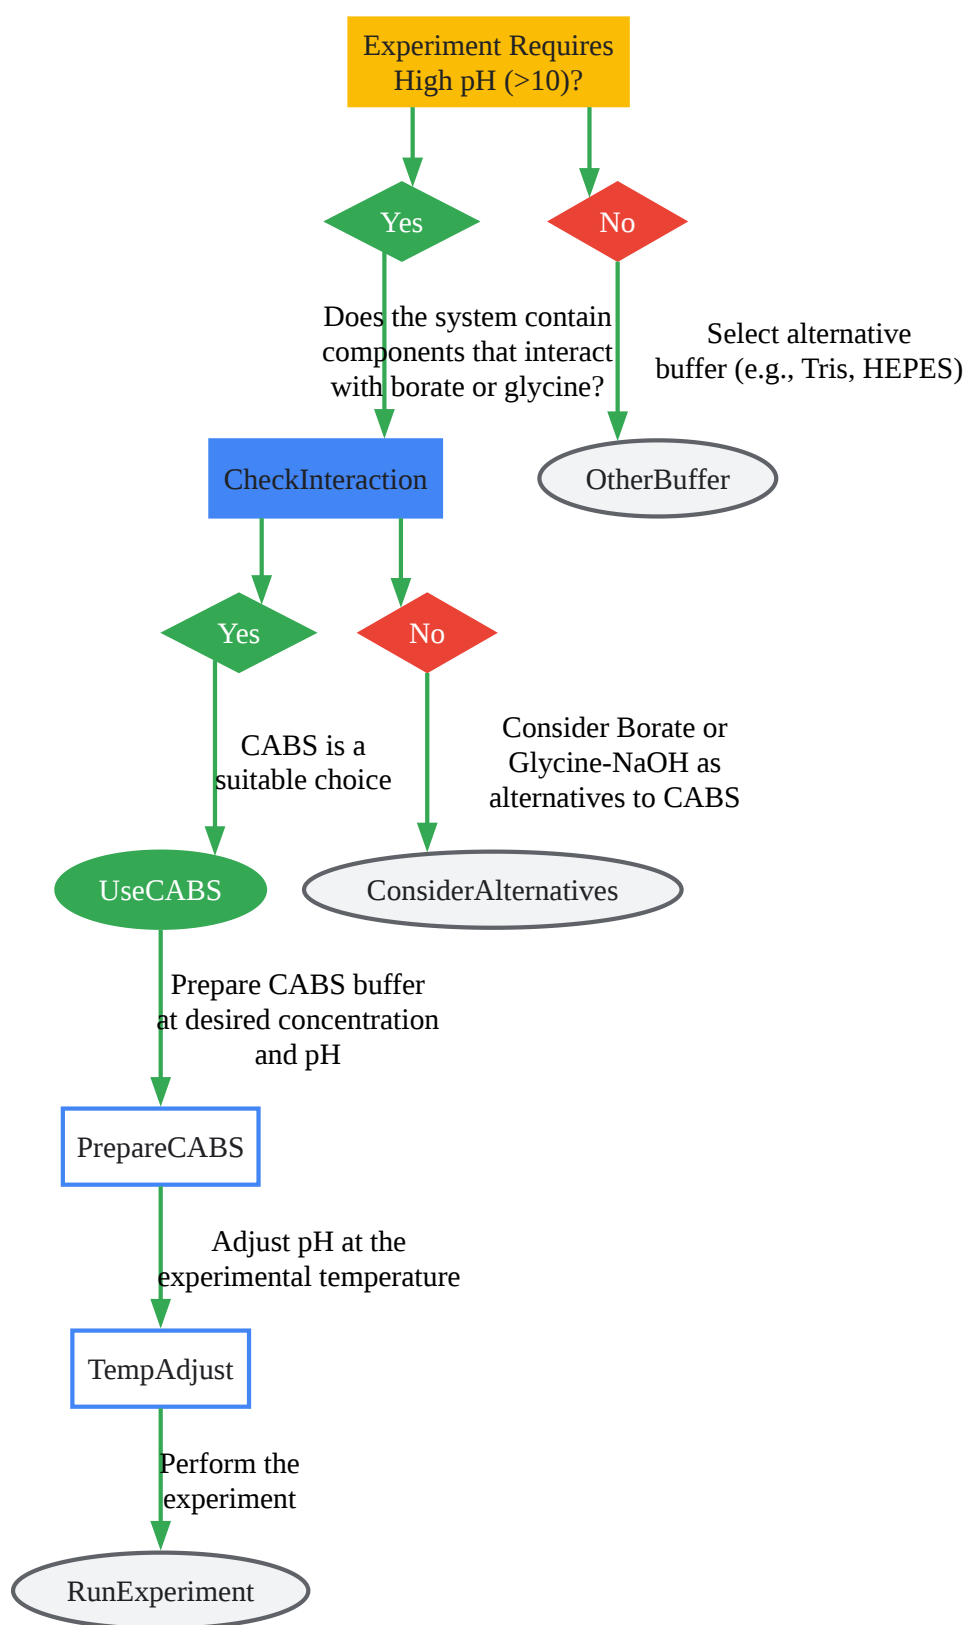 Experiment Requires
High pH (>10)?
Yes
No
Does the system contain
components that interact
with borate or glycine?
Select alternative
buffer (e.g., Tris, HEPES)
CheckInteraction
OtherBuffer
Yes
No
CABS is a
suitable choice
Consider Borate or
Glycine-NaOH as
alternatives to CABS
UseCABS
ConsiderAlternatives
Prepare CABS buffer
at desired concentration
and pH
PrepareCABS
Adjust pH at the
experimental temperature
TempAdjust
Perform the
experiment
RunExperiment